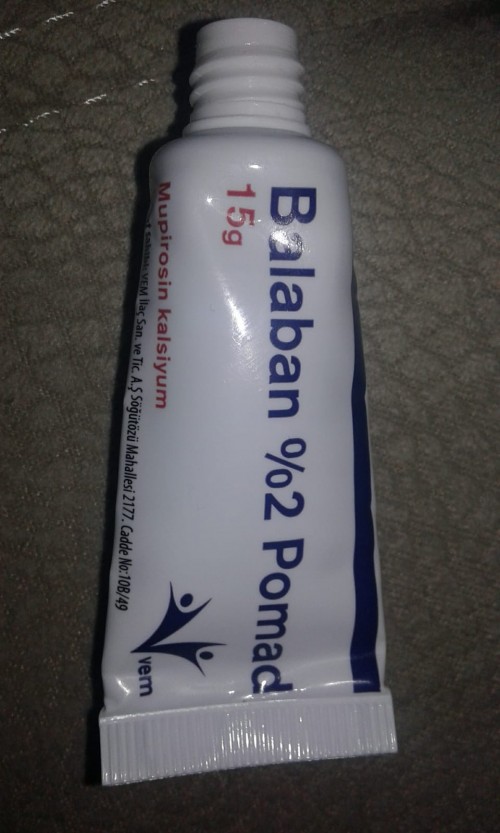 Balaban %2 Pomad
15g
Mupirosin kalsiyum
VEM İlaç San. ve Tic. A.Ş Söğütözü Mahallesi 2177. Cadde No:10B/49
vem